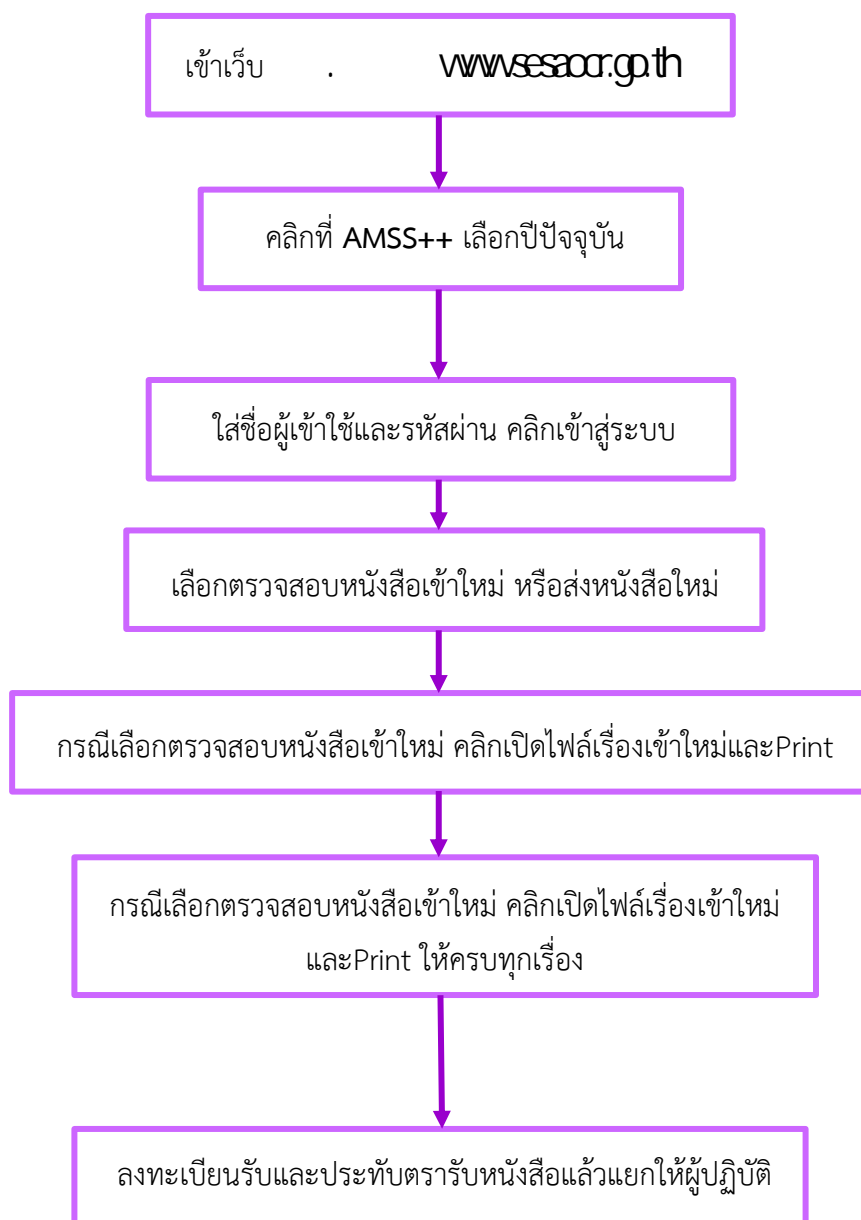 เข้าเว็บ . www.sesaocr.go.th
คลิกที่ AMSS++ เลือกปีปัจจุบัน
ใส่ชื่อผู้เข้าใช้และรหัสผ่าน คลิกเข้าสู่ระบบ
เลือกตรวจสอบหนังสือเข้าใหม่ หรือส่งหนังสือใหม่
กรณีเลือกตรวจสอบหนังสือเข้าใหม่ คลิกเปิดไฟล์เรื่องเข้าใหม่และPrint
กรณีเลือกตรวจสอบหนังสือเข้าใหม่ คลิกเปิดไฟล์เรื่องเข้าใหม่
และPrint ให้ครบทุกเรื่อง
ลงทะเบียนรับและประทับตรารับหนังสือแล้วแยกให้ผู้ปฏิบัติ